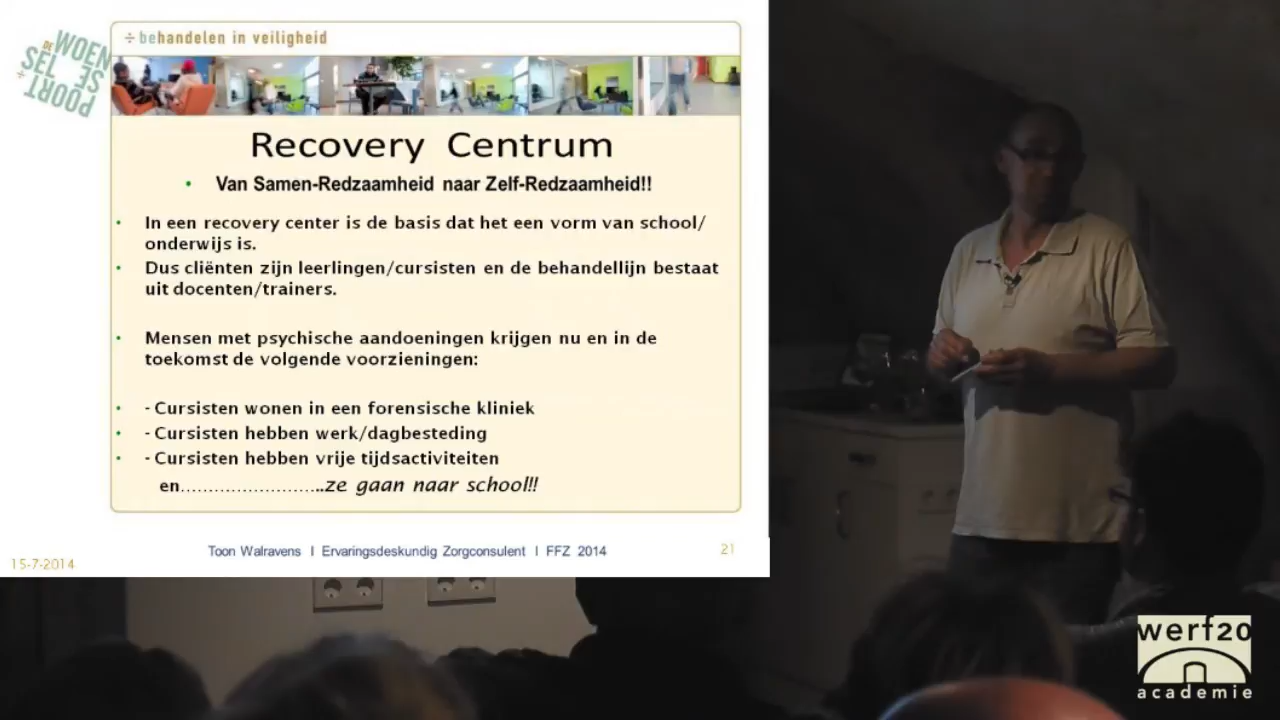 DE WOEN
SEL SE
POORT
÷ behandelen in veiligheid
Recovery Centrum
• Van Samen-Redzaamheid naar Zelf-Redzaamheid!!
• In een recovery center is de basis dat het een vorm van school/
onderwijs is.
• Dus cliënten zijn leerlingen/cursisten en de behandellijn bestaat
uit docenten/trainers.
• Mensen met psychische aandoeningen krijgen nu en in de
toekomst de volgende voorzieningen:
• - Cursisten wonen in een forensische kliniek
• - Cursisten hebben werk/dagbesteding
• - Cursisten hebben vrije tijdsactiviteiten
en……………………..ze gaan naar school!!
15-7-2014
Toon Walravens I Ervaringsdeskundig Zorgconsulent I FFZ 2014
21
werf20
academie